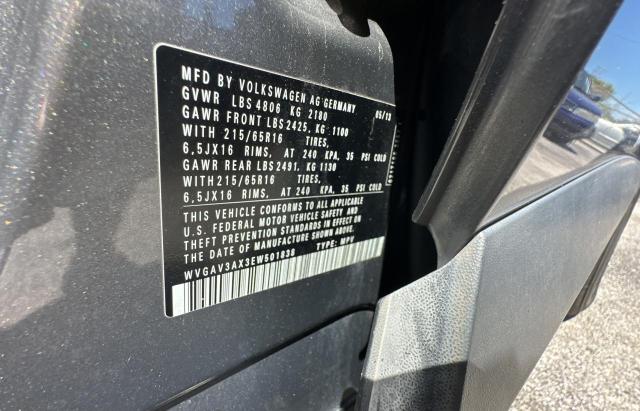 MFD BY VOLKSWAGEN AG GERMANY
GVWR LBS 4806 KG 2180 05/13
GAWR FRONT LBS 2425, KG 1100
WITH 215/65R16 TIRES,
6,5JX16 RIMS, AT 240 KPA, 35 PSI COLD
GAWR REAR LBS 2491, KG 1130
WITH 215/65R16 TIRES,
6,5JX16 RIMS, AT 240 KPA, 35 PSI COLD
THIS VEHICLE CONFORMS TO ALL APPLICABLE
U.S. FEDERAL MOTOR VEHICLE SAFETY AND
THEFT PREVENTION STANDARDS IN EFFECT ON
THE DATE OF MANUFACTURE SHOWN ABOVE
WVGAV3AX3EW501838 TYPE: MPV